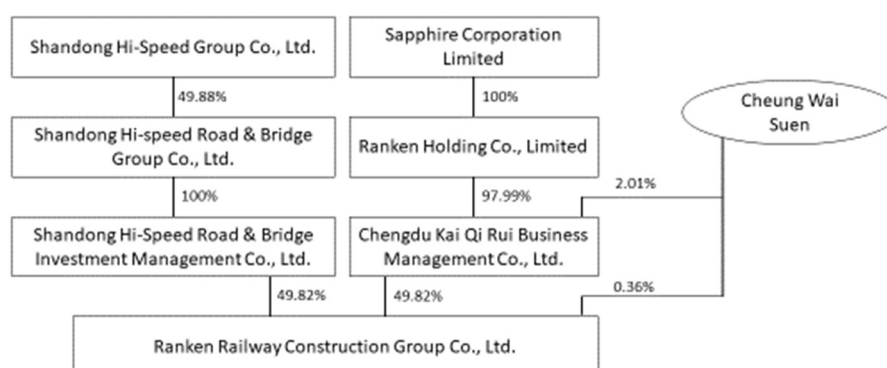 Shandong Hi-Speed Group Co., Ltd.
Sapphire Corporation
Limited
49.88%
100%
Cheung Wai
Suen
Shandong Hi-speed Road & Bridge
Group Co., Ltd.
Ranken Holding Co., Limited
100%
97.99%
2.01%
Shandong Hi-Speed Road & Bridge
Investment Management Co., Ltd.
Chengdu Kai Qi Rui Business
Management Co., Ltd.
49.82%
49.82%
0.36%
Ranken Railway Construction Group Co., Ltd.